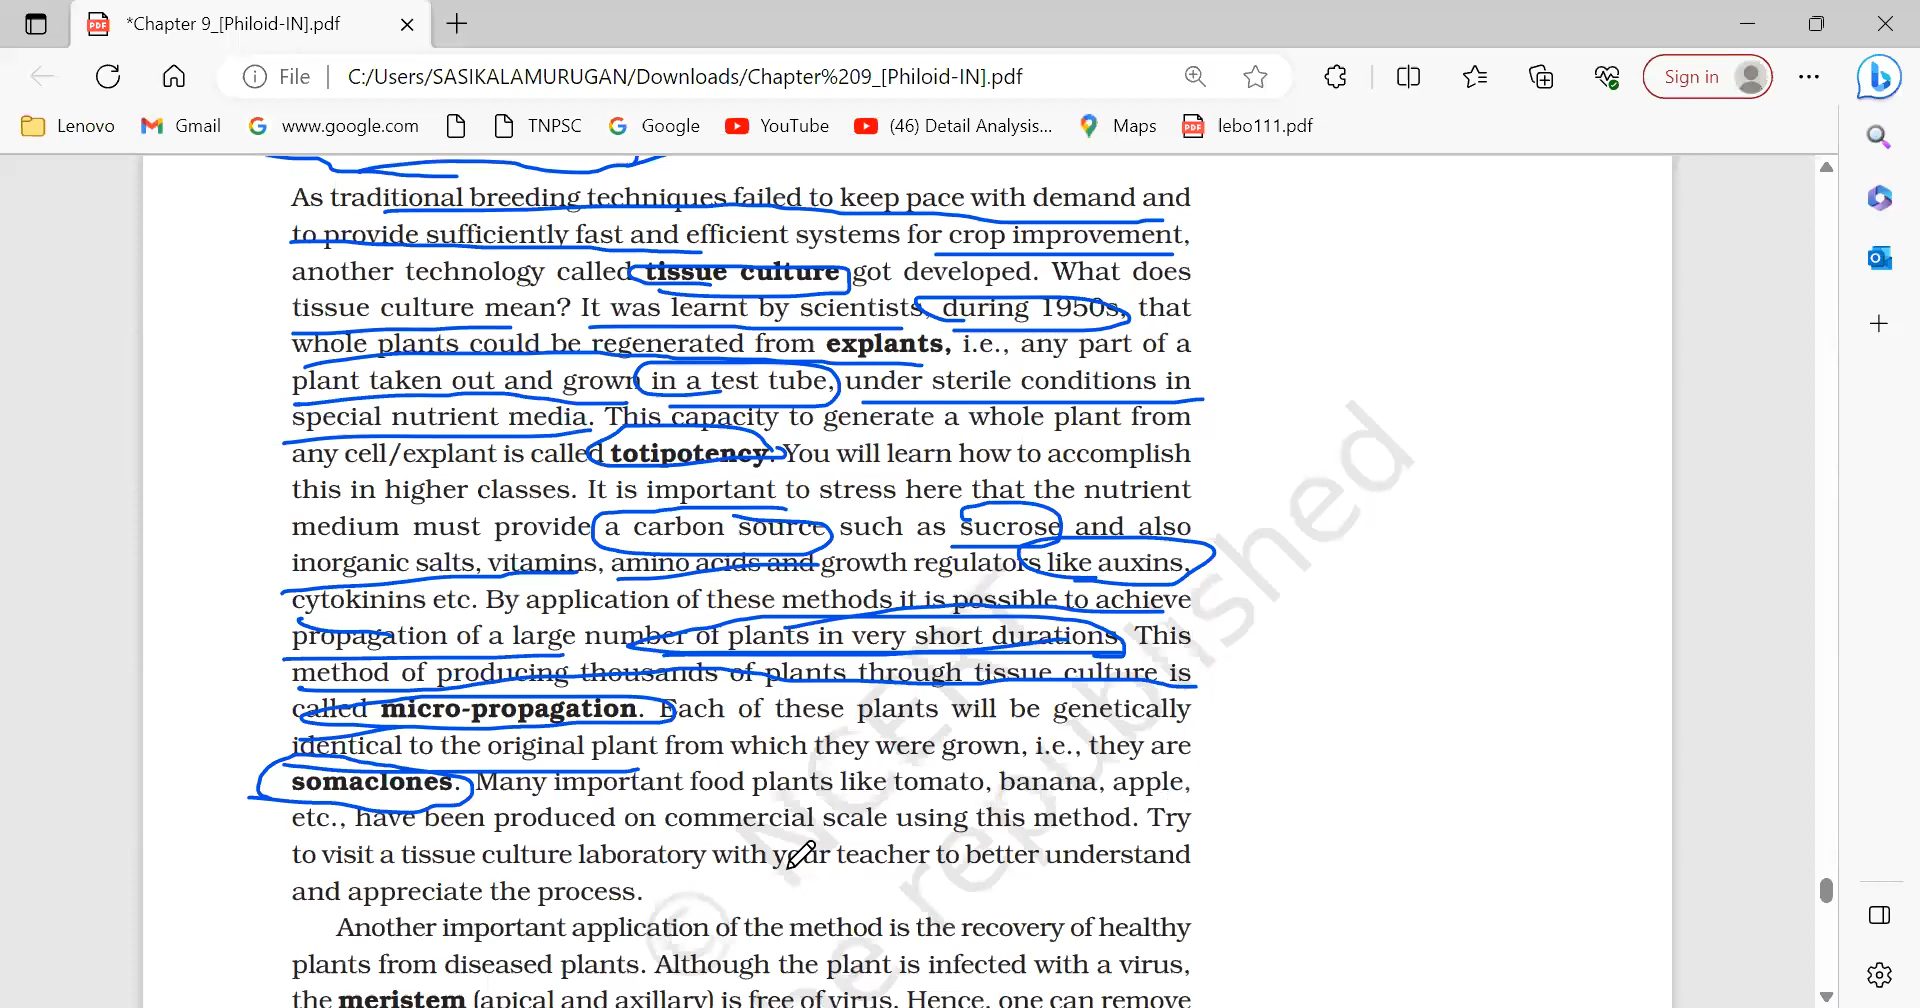 *Chapter 9_[Philoid-IN].pdf
File
C:/Users/SASIKALAMURUGAN/Downloads/Chapter%209_[Philoid-IN].pdf
Sign in
Lenovo
Gmail
www.google.com
TNPSC
Google
YouTube
(46) Detail Analysis...
Maps
lebo111.pdf
As traditional breeding techniques failed to keep pace with demand and
to provide sufficiently fast and efficient systems for crop improvement,
another technology called tissue culture got developed. What does
tissue culture mean? It was learnt by scientists, during 1950s, that
whole plants could be regenerated from explants, i.e., any part of a
plant taken out and grown in a test tube, under sterile conditions in
special nutrient media. This capacity to generate a whole plant from
any cell/explant is called totipotency. You will learn how to accomplish
this in higher classes. It is important to stress here that the nutrient
medium must provide a carbon source such as sucrose and also
inorganic salts, vitamins, amino acids and growth regulators like auxins,
cytokinins etc. By application of these methods it is possible to achieve
propagation of a large number of plants in very short durations. This
method of producing thousands of plants through tissue culture is
called micro-propagation. Each of these plants will be genetically
identical to the original plant from which they were grown, i.e., they are
somaclones. Many important food plants like tomato, banana, apple,
etc., have been produced on commercial scale using this method. Try
to visit a tissue culture laboratory with your teacher to better understand
and appreciate the process.
Another important application of the method is the recovery of healthy
plants from diseased plants. Although the plant is infected with a virus,
the meristem (apical and axillary) is free of virus. Hence, one can remove
© NCERT
be republished